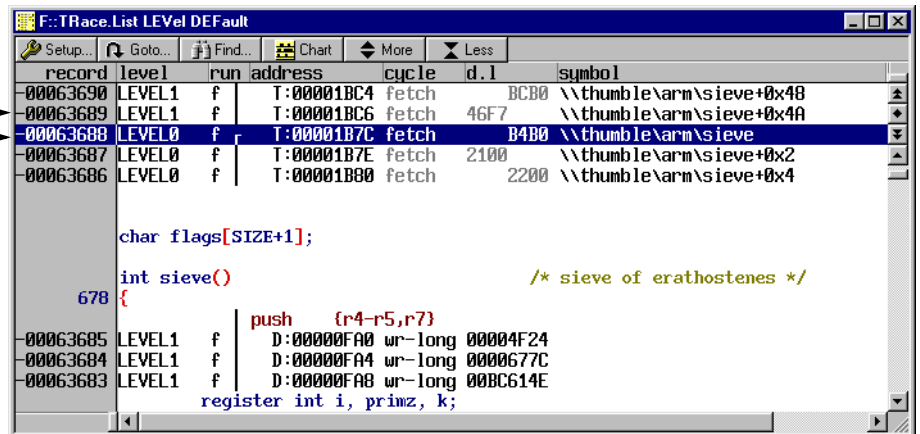 F::TRace.List LEVel DEFault
Setup... Goto... Find... Chart More Less
record level run address cycle d.l symbol
-00063690 LEVEL1 f T:00001BC4 fetch BCB0 \\thumble\arm\sieve+0x48
-00063689 LEVEL1 f T:00001BC6 fetch 46F7 \\thumble\arm\sieve+0x4A
-00063688 LEVEL0 f T:00001B7C fetch B4B0 \\thumble\arm\sieve
-00063687 LEVEL0 f T:00001B7E fetch 2100 \\thumble\arm\sieve+0x2
-00063686 LEVEL0 f T:00001B80 fetch 2200 \\thumble\arm\sieve+0x4
char flags[SIZE+1];
int sieve() /* sieve of erathostenes */
678 {
push {r4-r5,r7}
-00063685 LEVEL1 f D:00000FA0 wr-long 00004F24
-00063684 LEVEL1 f D:00000FA4 wr-long 0000677C
-00063683 LEVEL1 f D:00000FA8 wr-long 00BC614E
register int i, primz, k;